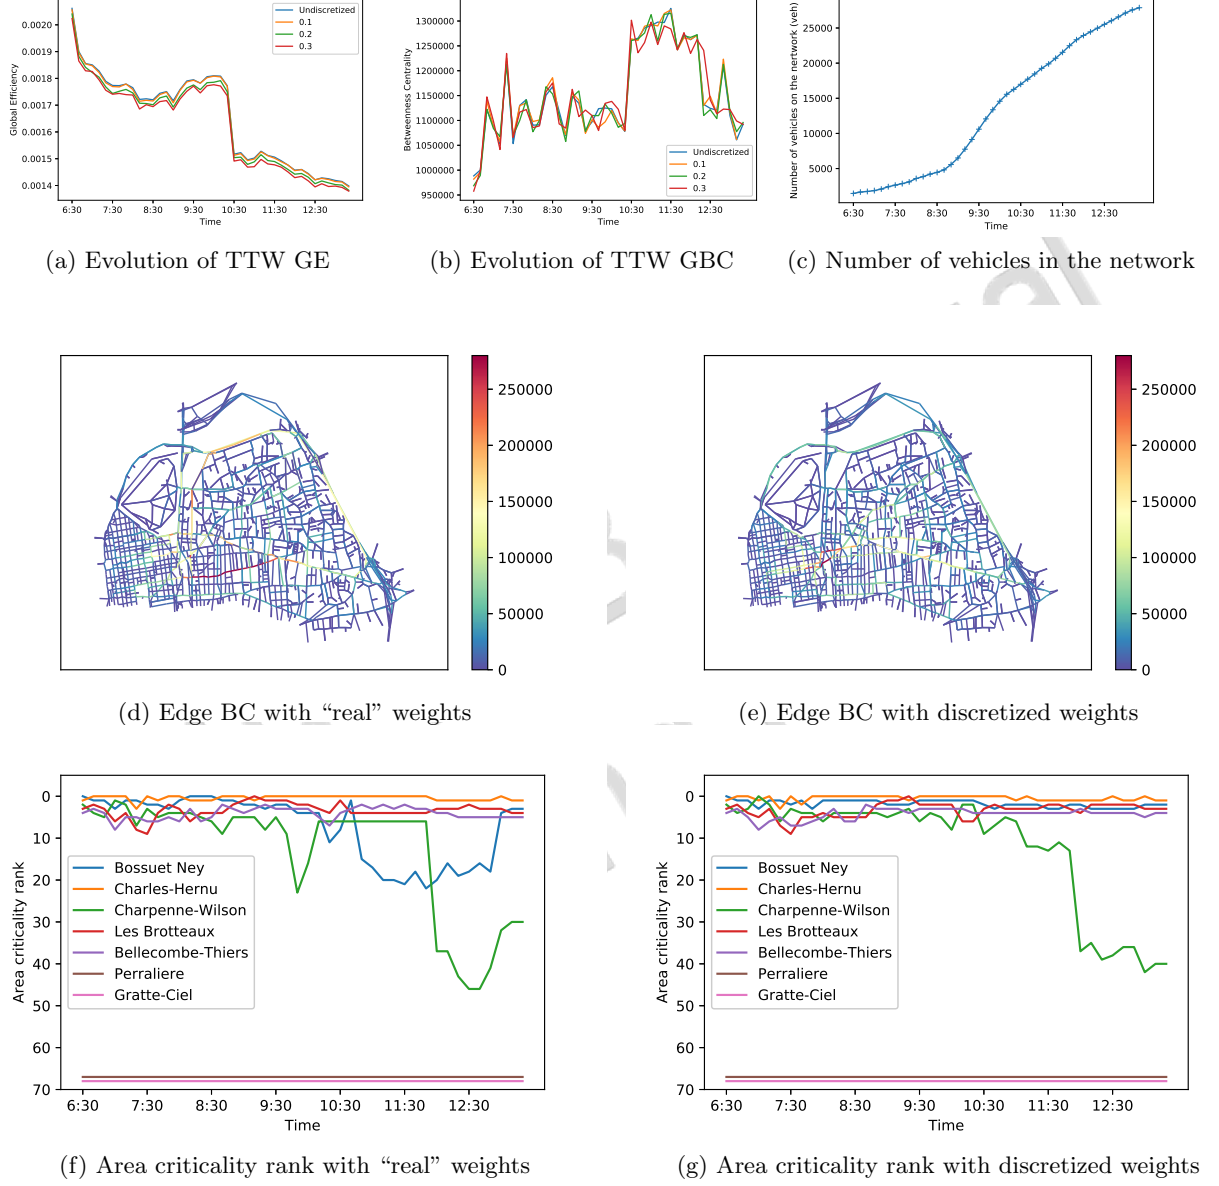 0.0020
0.0019
0.0018
0.0017
0.0016
0.0015
0.0014
Global Efficiency
Undiscretized
0.1
0.2
0.3
6:30 7:30 8:30 9:30 10:30 11:30 12:30
Time
(a) Evolution of TTW GE
1300000
1250000
1200000
1150000
1100000
1050000
1000000
950000
Betweenness Centrality
Undiscretized
0.1
0.2
0.3
6:30 7:30 8:30 9:30 10:30 11:30 12:30
Time
(b) Evolution of TTW GBC
25000
20000
15000
10000
5000
Number of vehicles on the network (veh)
6:30 7:30 8:30 9:30 10:30 11:30 12:30
Time
(c) Number of vehicles in the network
250000
200000
150000
100000
50000
0
(d) Edge BC with “real” weights
250000
200000
150000
100000
50000
0
(e) Edge BC with discretized weights
0
10
20
30
40
50
60
70
Area criticality rank
Bossuet Ney
Charles-Hernu
Charpenne-Wilson
Les Brotteaux
Bellecombe-Thiers
Perraliere
Gratte-Ciel
6:30 7:30 8:30 9:30 10:30 11:30 12:30
Time
(f) Area criticality rank with “real” weights
0
10
20
30
40
50
60
70
Area criticality rank
Bossuet Ney
Charles-Hernu
Charpenne-Wilson
Les Brotteaux
Bellecombe-Thiers
Perraliere
Gratte-Ciel
6:30 7:30 8:30 9:30 10:30 11:30 12:30
Time
(g) Area criticality rank with discretized weights